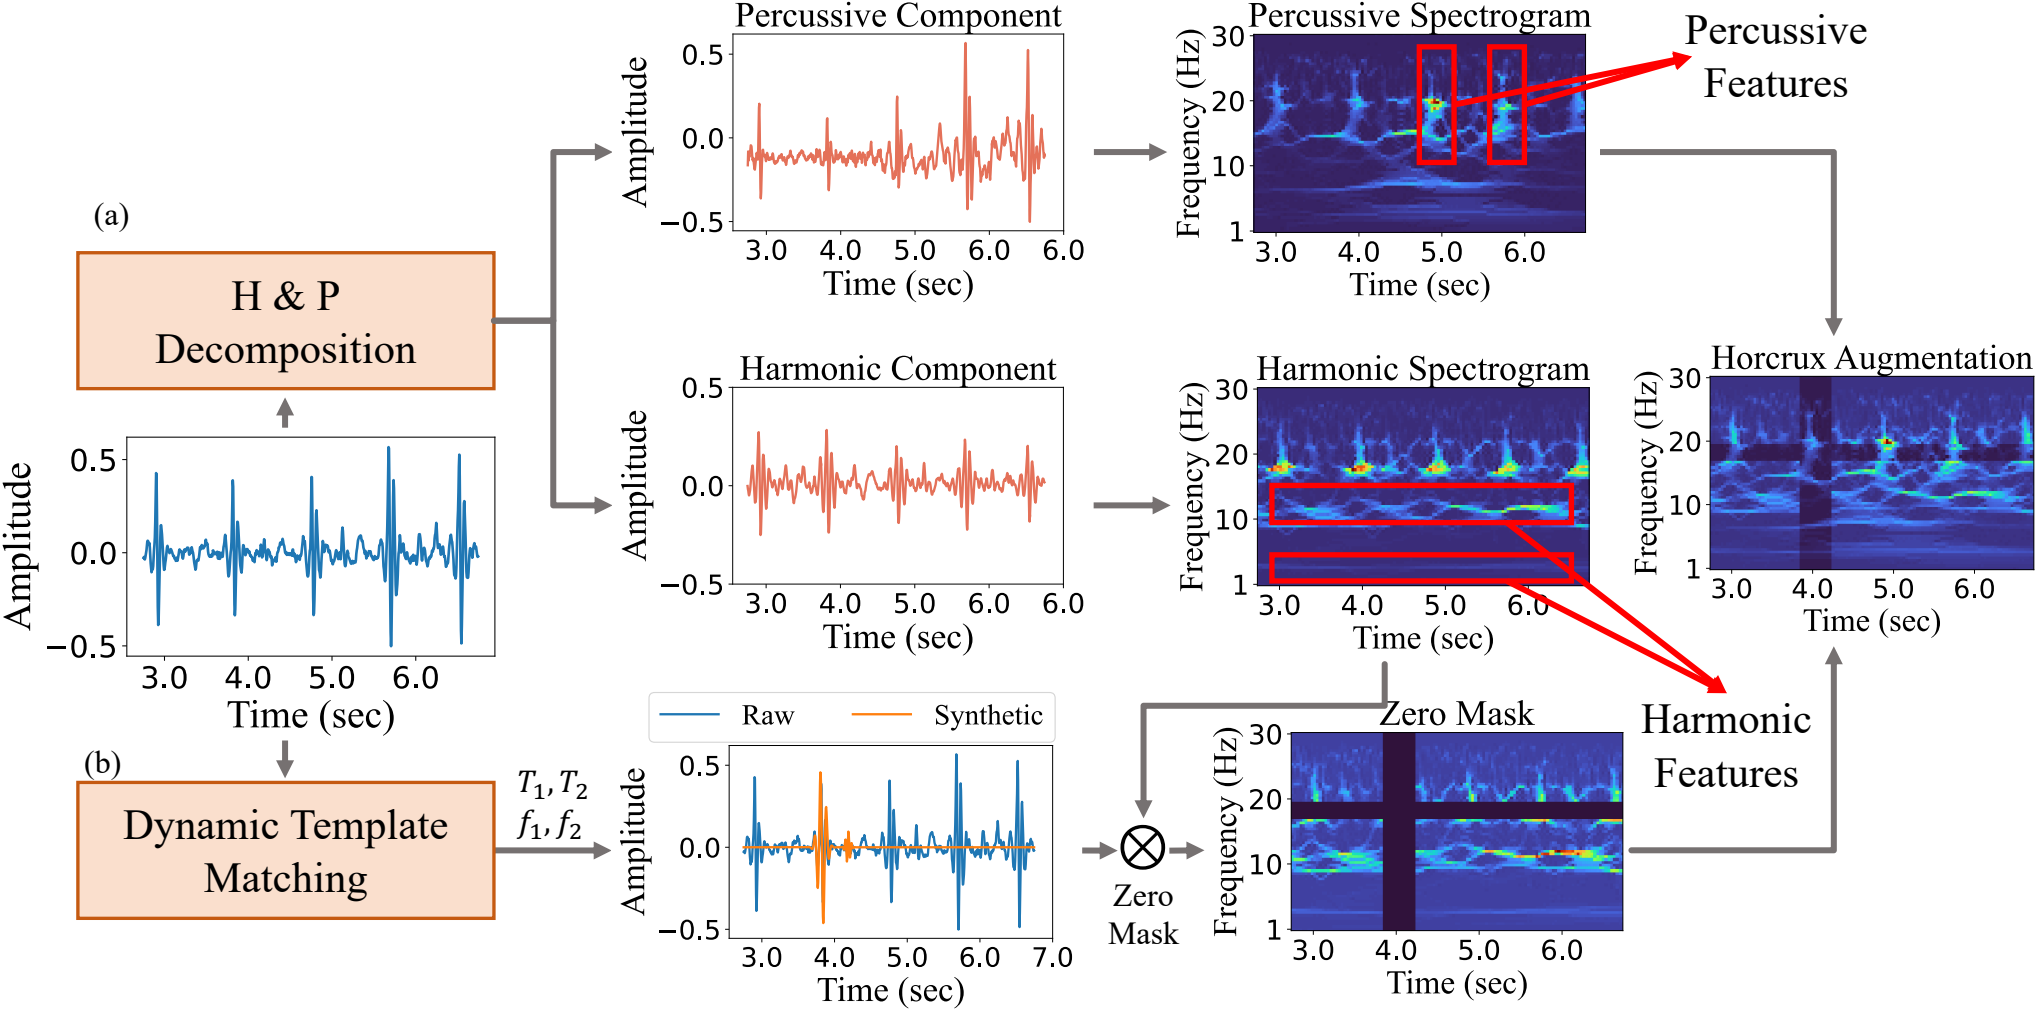 (a)
H & P
Decomposition
Amplitude
0.5
0.0
−0.5
3.0 4.0 5.0 6.0
Time (sec)
(b)
Dynamic Template
Matching
T₁, T₂
f₁, f₂
Percussive Component
Amplitude
0.5
0.0
−0.5
3.0 4.0 5.0 6.0 6.0
Time (sec)
Harmonic Component
Amplitude
0.5
0.0
−0.5
3.0 4.0 5.0 6.0 6.0
Time (sec)
Raw Synthetic
Amplitude
0.5
0.0
−0.5
3.0 4.0 5.0 6.0 7.0
Time (sec)
Zero
Mask
Percussive Spectrogram
Frequency (Hz)
30
20
10
1
3.0 4.0 5.0 6.0
Time (sec)
Percussive
Features
Harmonic Spectrogram
Frequency (Hz)
30
20
10
1
3.0 4.0 5.0 6.0
Time (sec)
Harmonic
Features
Zero Mask
Frequency (Hz)
30
20
10
1
3.0 4.0 5.0 6.0
Time (sec)
Horcrux Augmentation
Frequency (Hz)
30
20
10
1
3.0 4.0 5.0 6.0
Time (sec)